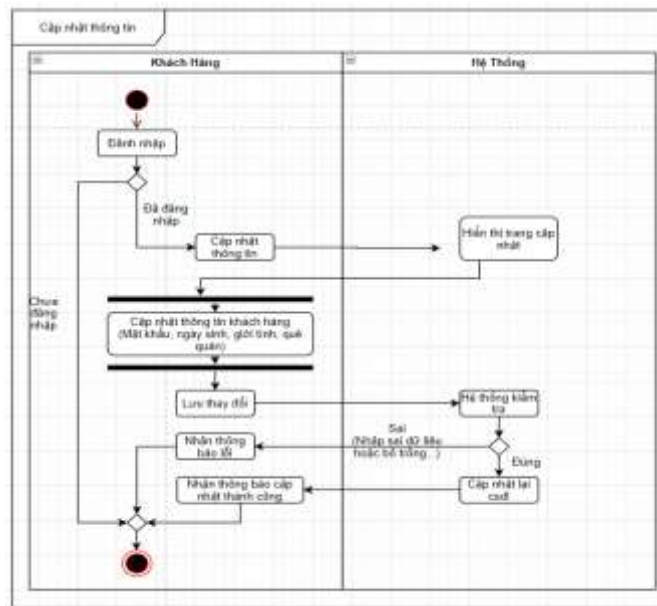 Cập nhật thông tin
Khách Hàng
Hệ Thống
Đănh nhập
Đã đăng
nhập
Cập nhật
thông tin
Hiển thị trang cập
nhật
Chưa
đăng
nhập
Cập nhật thông tin khách hàng
(Mật khẩu, ngày sinh, giới tính, quê
quán)
Lưu thay đổi
Hệ thống kiểm
tra
Sai
(Nhập sai dữ liệu
hoặc bỏ trống...)
Nhận thông
báo lỗi
Đúng
Nhận thông báo cập
nhật thành công
Cập nhật lại
csdl